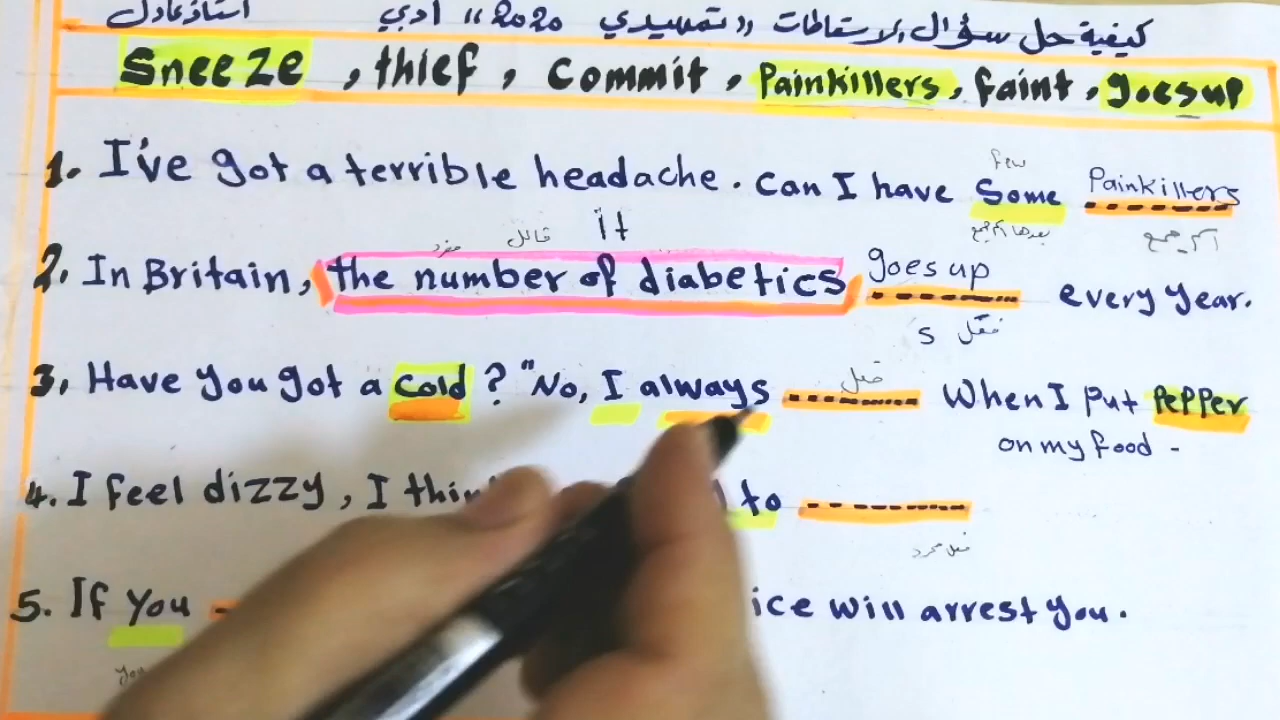 كيفية حل سؤال الاسقاطات "تمهيدي 2020" ادبي استاذ عادل
Sneeze , thief , Commit , Painkillers , faint , goes up
few
1. I've got a terrible headache . Can I have Some Painkillers
بعدها اسم جمع اسم جمع
it
مفرد فاعل
2. In Britain, the number of diabetics goes up every year.
فعل s
فعل
3, Have you got a cold ? "No, I always ------- When I put Pepper
on my food -
4. I feel dizzy , I to -------
فعل مجرد
5. If you ice will arrest you .
You